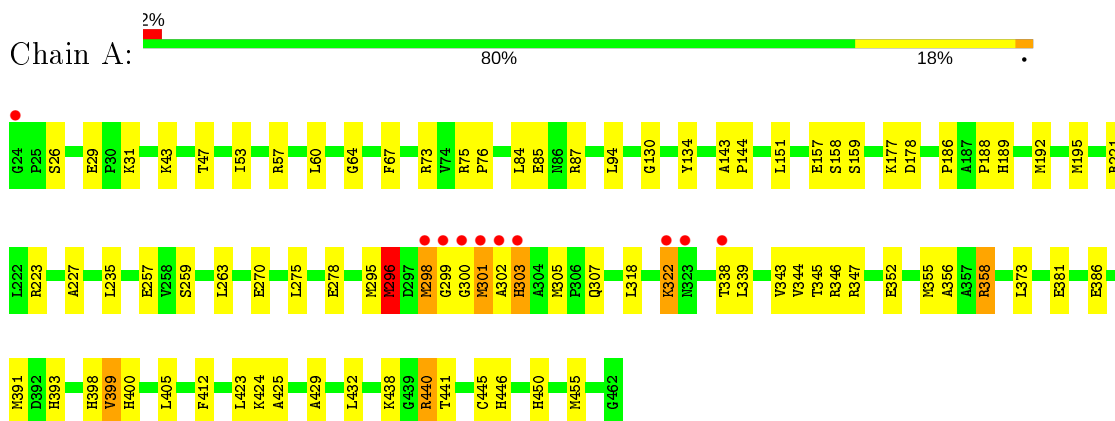 2%
Chain A:
80% 18% •
G24 P25 S26 E29 P30 K31 K43 T47 I53 R57 L60 G64 F67 R73 V74 R75 P76 L84 E85 N86 R87 L94 G130 Y134 A143 P144 L151 E157 S158 S159 K177 D178 P186 A187 P188 H189 M192 M195 R221
L222 R223 A227 L235 E257 V258 S259 L263 E270 L275 E278 M295 M296 D297 M298 G299 G300 M301 A302 H303 A304 M305 P306 Q307 L318 K322 N323 T338 L339 V343 V344 T345 R346 R347 E352 M355 A356 A357 R358 L373 E381 E386
M391 D392 H393 H398 V399 H400 L405 F412 L423 K424 A425 A429 L432 K438 G439 R440 T441 C445 H446 H450 M455 G462